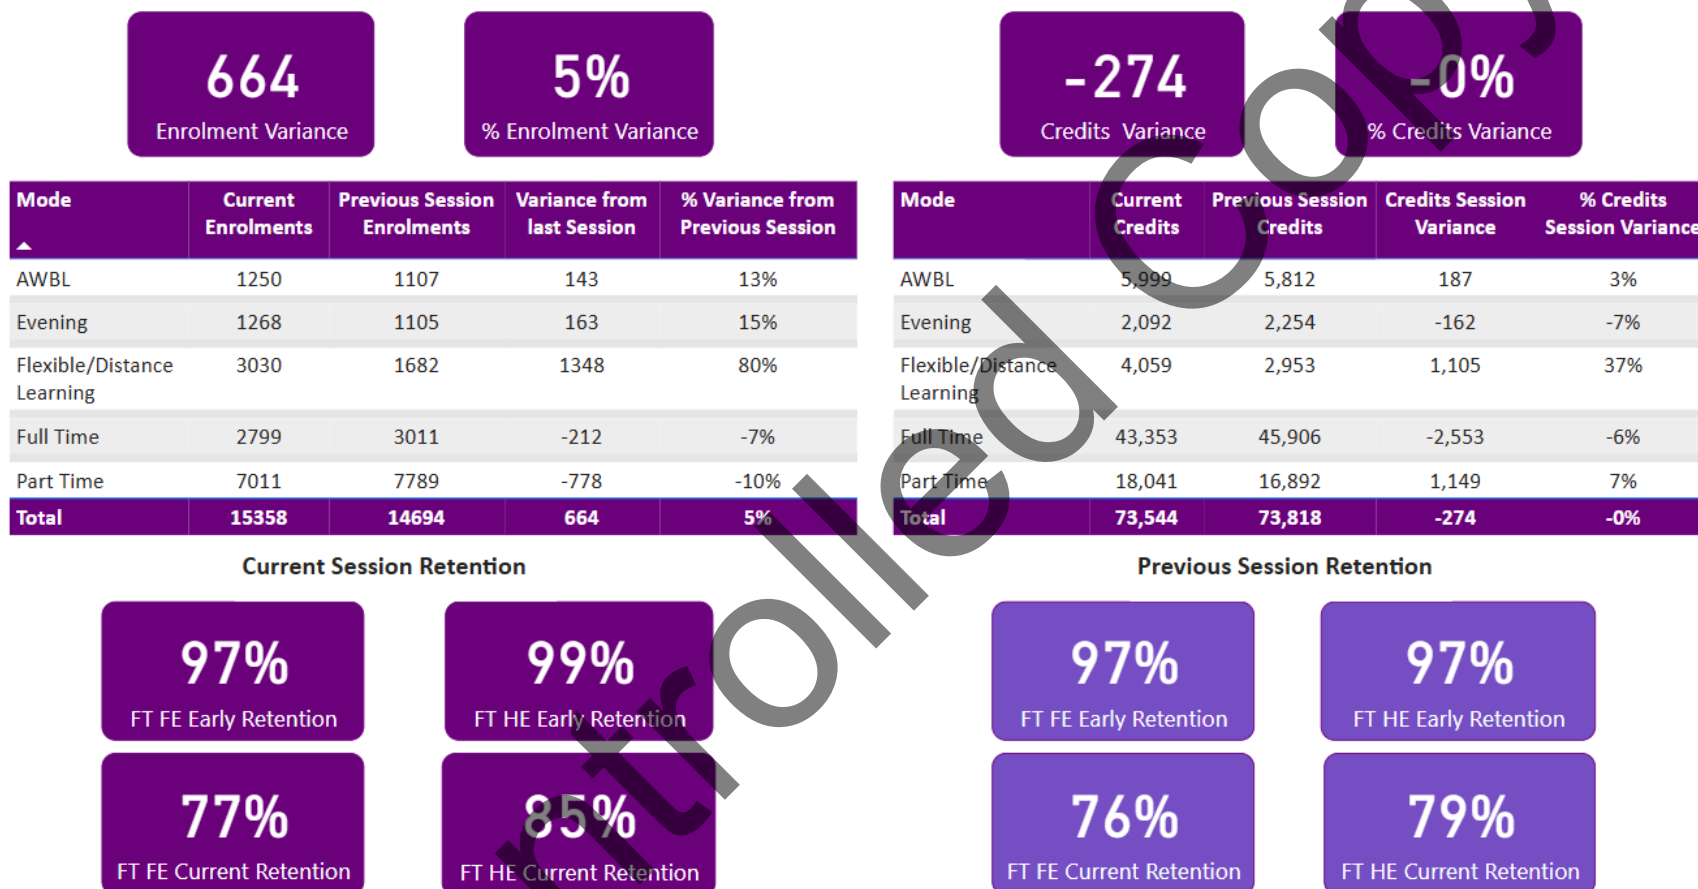 664
Enrolment Variance
5%
% Enrolment Variance
-274
Credits Variance
-0%
% Credits Variance
Mode Current Enrolments Previous Session Enrolments Variance from last Session % Variance from Previous Session
AWBL 1250 1107 143 13%
Evening 1268 1105 163 15%
Flexible/Distance Learning 3030 1682 1348 80%
Full Time 2799 3011 -212 -7%
Part Time 7011 7789 -778 -10%
Total 15358 14694 664 5%
Mode Current Credits Previous Session Credits Credits Session Variance % Credits Session Variance
AWBL 5,999 5,812 187 3%
Evening 2,092 2,254 -162 -7%
Flexible/Distance Learning 4,059 2,953 1,105 37%
Full Time 43,353 45,906 -2,553 -6%
Part Time 18,041 16,892 1,149 7%
Total 73,544 73,818 -274 -0%
Current Session Retention
97%
FT FE Early Retention
99%
FT HE Early Retention
77%
FT FE Current Retention
85%
FT HE Current Retention
Previous Session Retention
97%
FT FE Early Retention
97%
FT HE Early Retention
76%
FT FE Current Retention
79%
FT HE Current Retention
ntrolled Copy